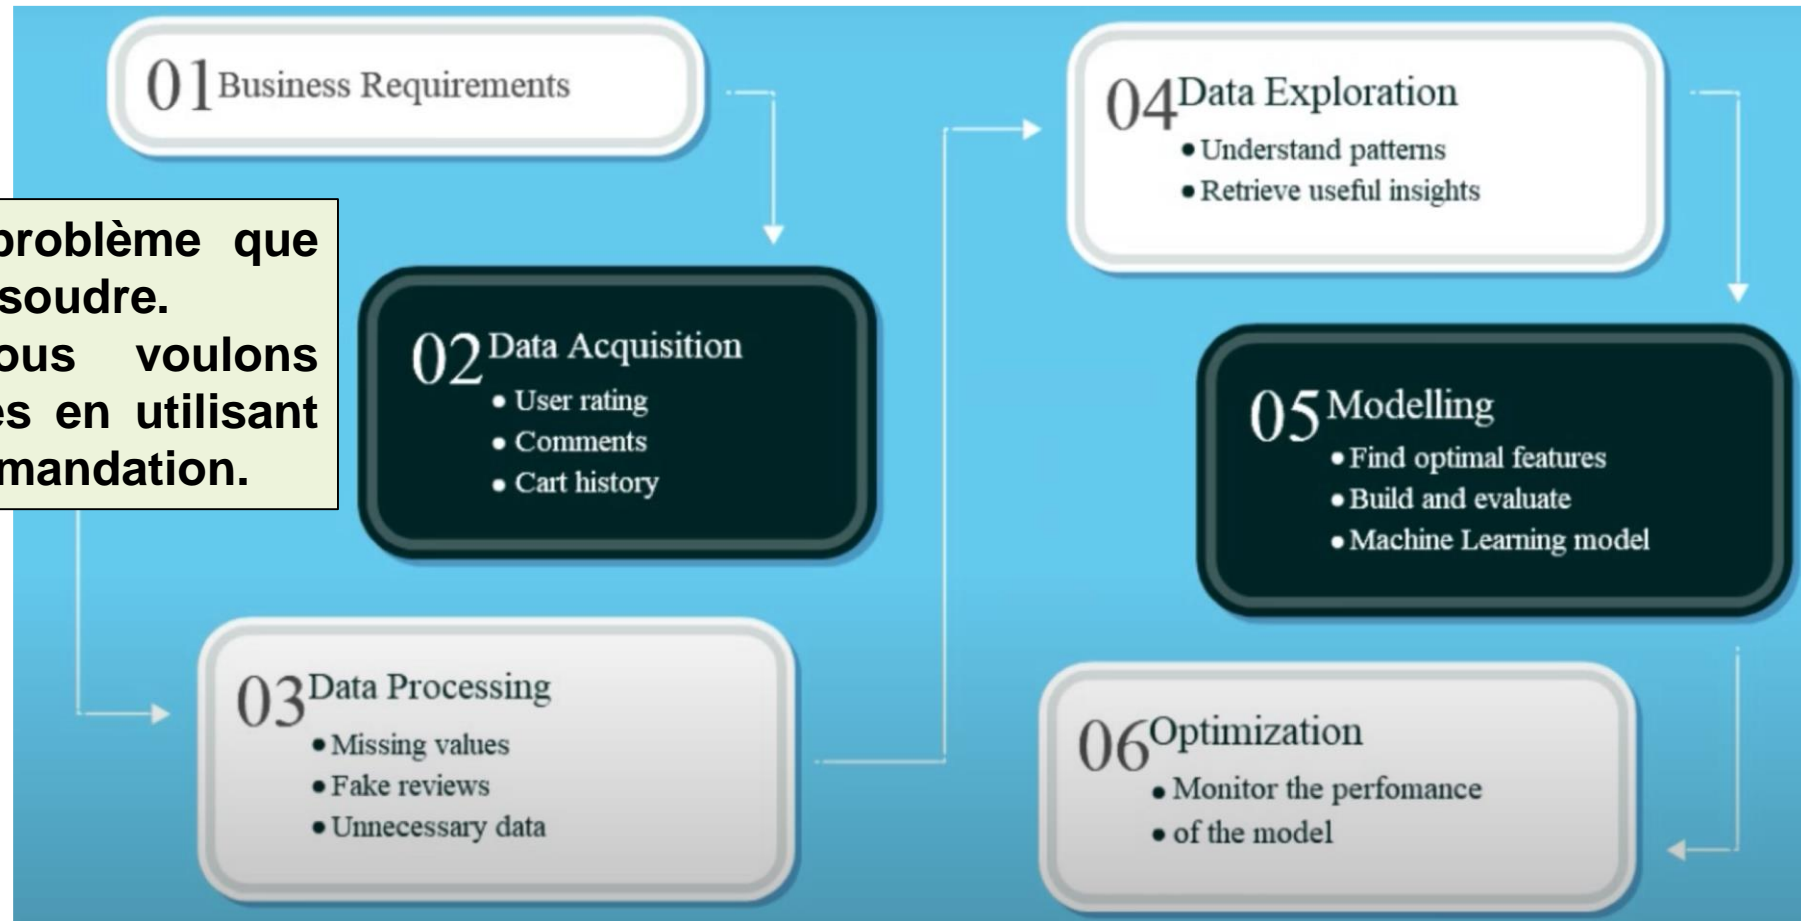 01 Business Requirements
problème que
soudre.
ous voulons
es en utilisant
mandation.
02 Data Acquisition
• User rating
• Comments
• Cart history
03 Data Processing
• Missing values
• Fake reviews
• Unnecessary data
04 Data Exploration
• Understand patterns
• Retrieve useful insights
05 Modelling
• Find optimal features
• Build and evaluate
• Machine Learning model
06 Optimization
• Monitor the perfomance
• of the model